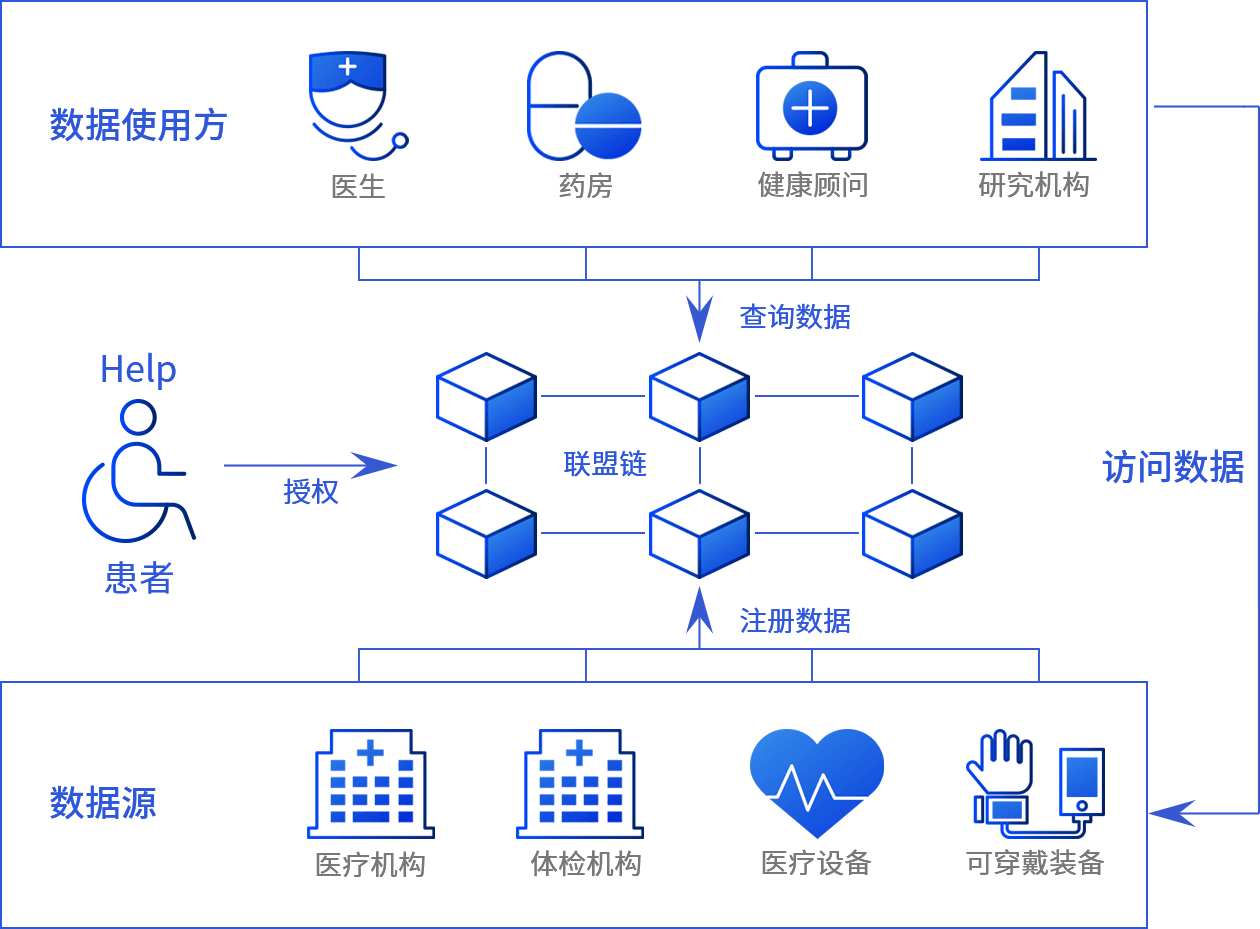 数据使用方
医生
药房
健康顾问
研究机构
查询数据
Help
患者
授权
联盟链
访问数据
注册数据
数据源
医疗机构
体检机构
医疗设备
可穿戴装备